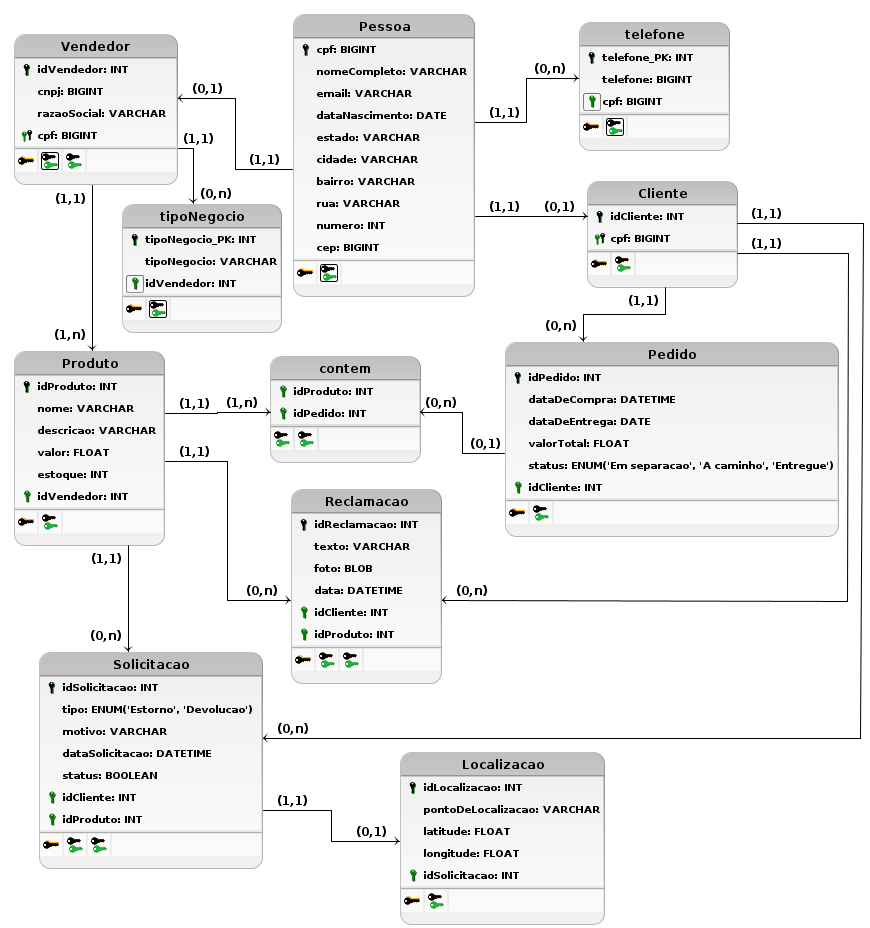 Pessoa
cpf: BIGINT
nomeCompleto: VARCHAR
email: VARCHAR
dataNascimento: DATE
estado: VARCHAR
cidade: VARCHAR
bairro: VARCHAR
rua: VARCHAR
numero: INT
cep: BIGINT
Vendedor
idVendedor: INT
cnpj: BIGINT
razaoSocial: VARCHAR
cpf: BIGINT
telefone
telefone_PK: INT
telefone: BIGINT
cpf: BIGINT
(0,1)
(1,1)
(1,1)
(0,n)
(1,1)
(0,n)
(1,1)
(0,1)
tipoNegocio
tipoNegocio_PK: INT
tipoNegocio: VARCHAR
idVendedor: INT
Cliente
idCliente: INT
cpf: BIGINT
(1,1)
(1,1)
(1,1)
(0,n)
(1,1)
(1,n)
Produto
idProduto: INT
nome: VARCHAR
descricao: VARCHAR
valor: FLOAT
estoque: INT
idVendedor: INT
(1,1)
(1,n)
contem
idProduto: INT
idPedido: INT
(0,n)
(0,1)
Pedido
idPedido: INT
dataDeCompra: DATETIME
dataDeEntrega: DATE
valorTotal: FLOAT
status: ENUM('Em separacao', 'A caminho', 'Entregue')
idCliente: INT
(1,1)
(0,n)
Reclamacao
idReclamacao: INT
texto: VARCHAR
foto: BLOB
data: DATETIME
idCliente: INT
idProduto: INT
(0,n)
(1,1)
(0,n)
Solicitacao
idSolicitacao: INT
tipo: ENUM('Estorno', 'Devolucao')
motivo: VARCHAR
dataSolicitacao: DATETIME
status: BOOLEAN
idCliente: INT
idProduto: INT
(0,n)
(1,1)
(0,1)
Localizacao
idLocalizacao: INT
pontoDeLocalizacao: VARCHAR
latitude: FLOAT
longitude: FLOAT
idSolicitacao: INT